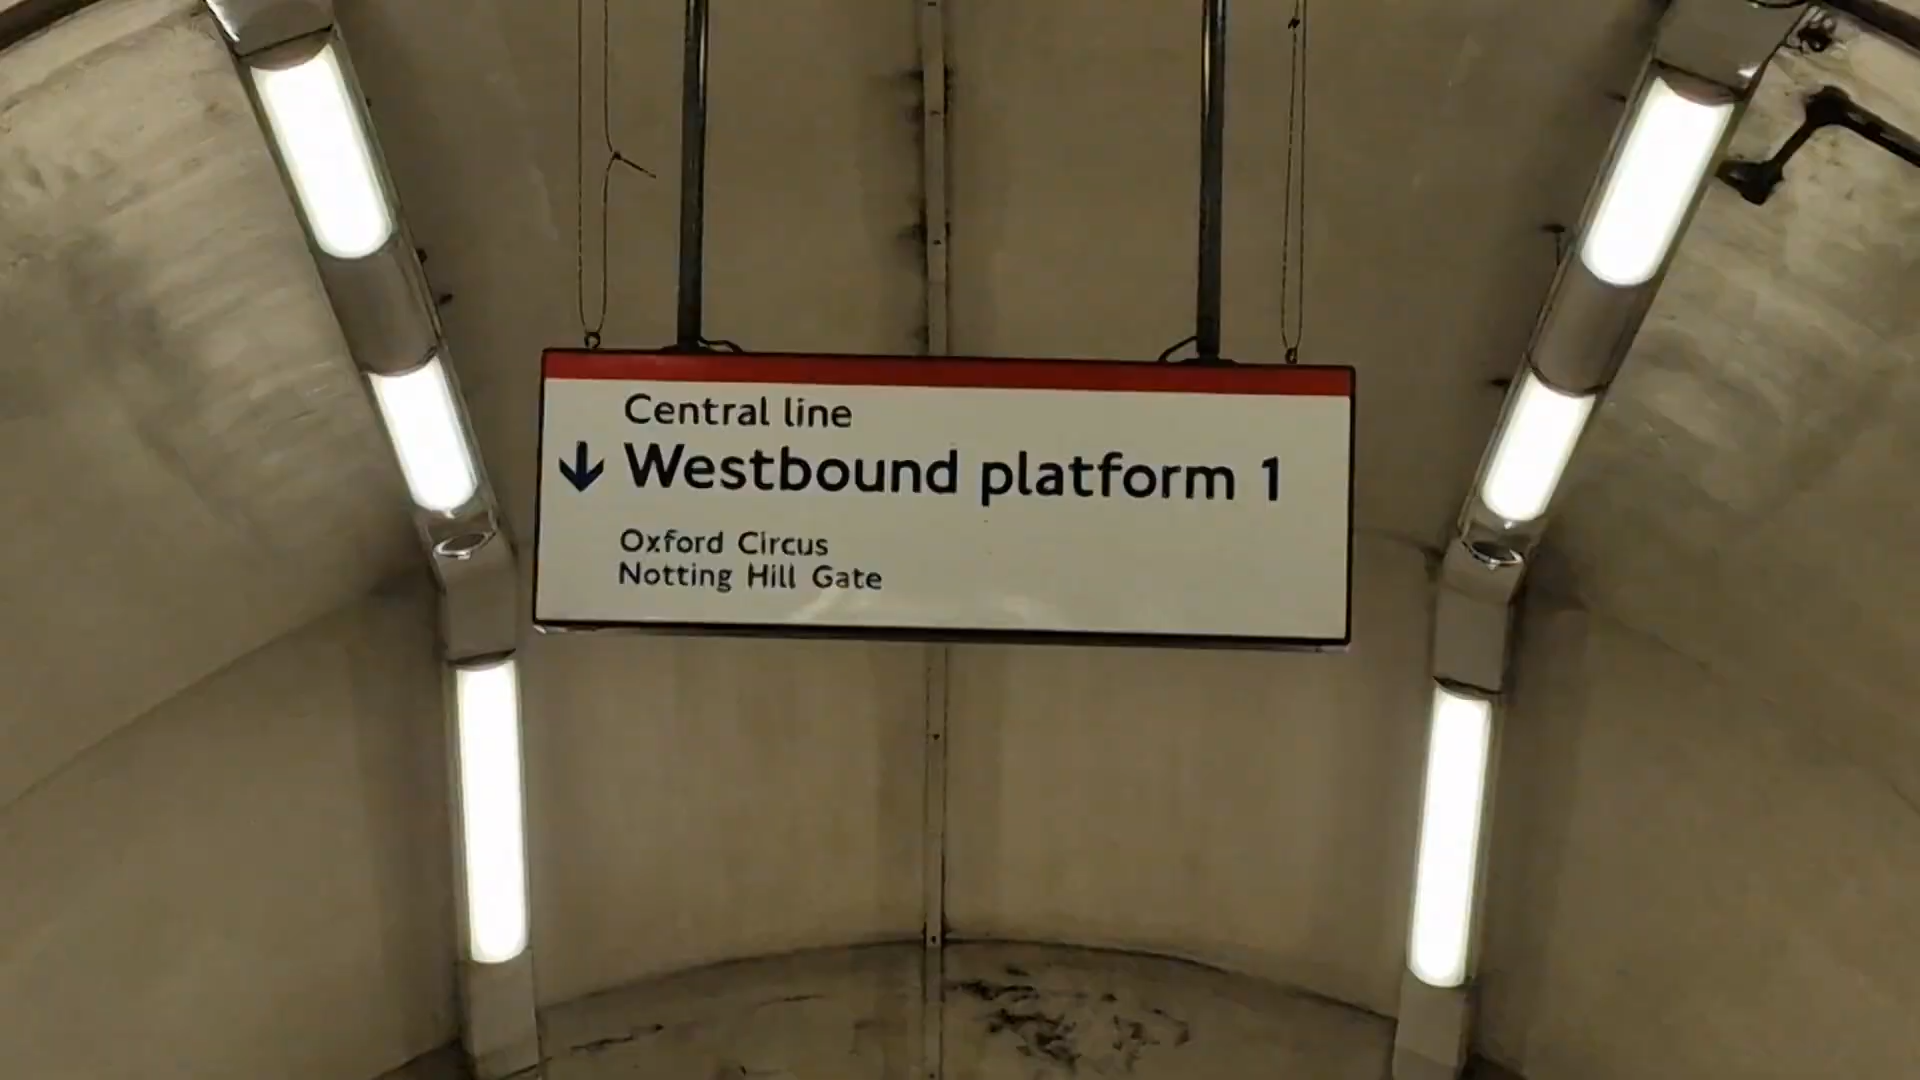 Central line
↓ Westbound platform 1
Oxford Circus
Notting Hill Gate